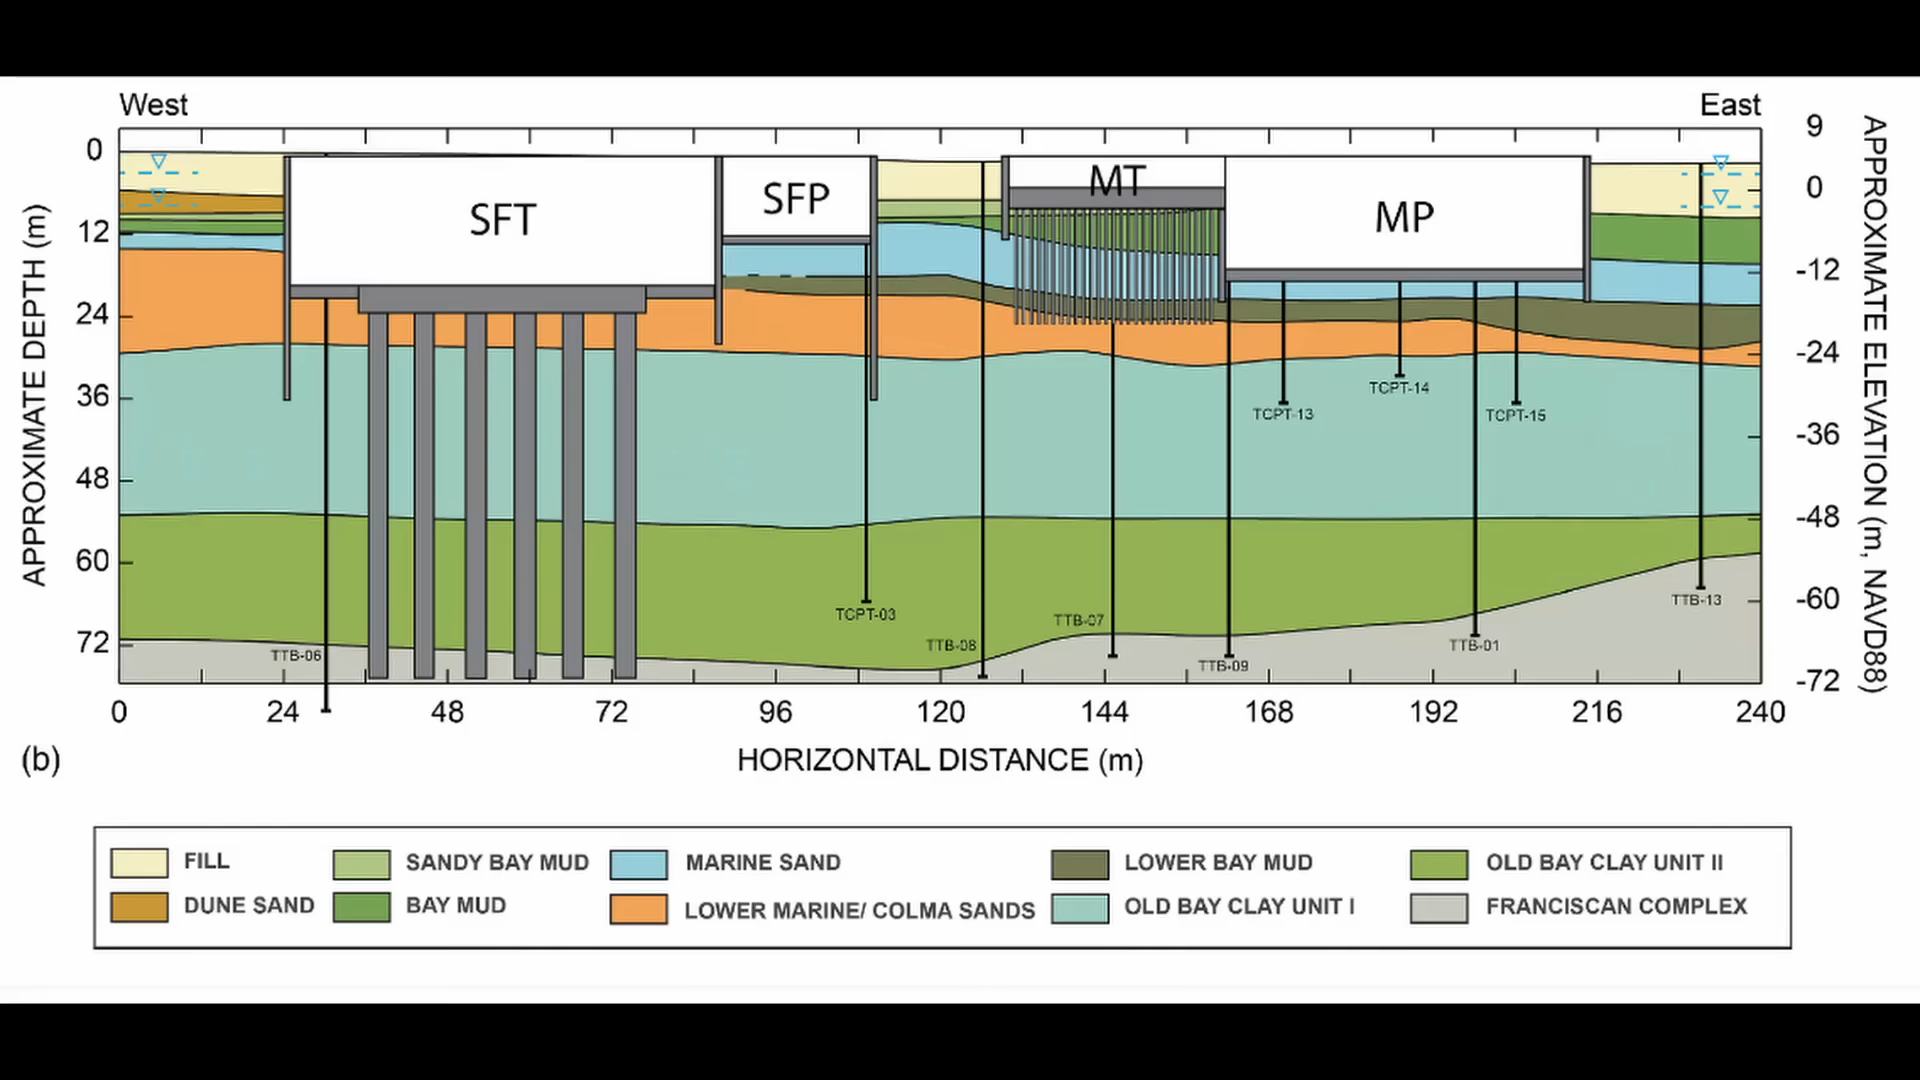 West
East
APPROXIMATE DEPTH (m)
0
12
24
36
48
60
72
9
0
-12
-24
-36
-48
-60
-72
APPROXIMATE ELEVATION (m, NAVD88)
SFT
SFP
MT
MP
TCPT-14
TCPT-13
TCPT-15
TTB-13
TCPT-03
TTB-07
TTB-08
TTB-01
TTB-06
TTB-09
0
24
48
72
96
120
144
168
192
216
240
(b)
HORIZONTAL DISTANCE (m)
FILL
SANDY BAY MUD
MARINE SAND
LOWER BAY MUD
OLD BAY CLAY UNIT II
DUNE SAND
BAY MUD
LOWER MARINE/ COLMA SANDS
OLD BAY CLAY UNIT I
FRANCISCAN COMPLEX